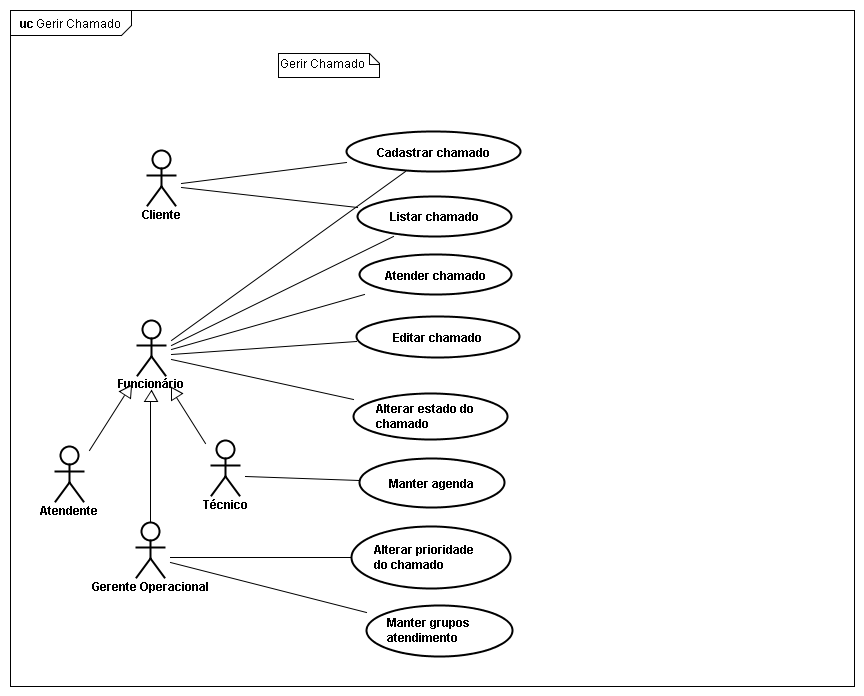 uc Gerir Chamado
Gerir Chamado
Cadastrar chamado
Cliente
Listar chamado
Atender chamado
Editar chamado
Funcionário
Alterar estado do
chamado
Manter agenda
Técnico
Atendente
Alterar prioridade
do chamado
Gerente Operacional
Manter grupos
atendimento